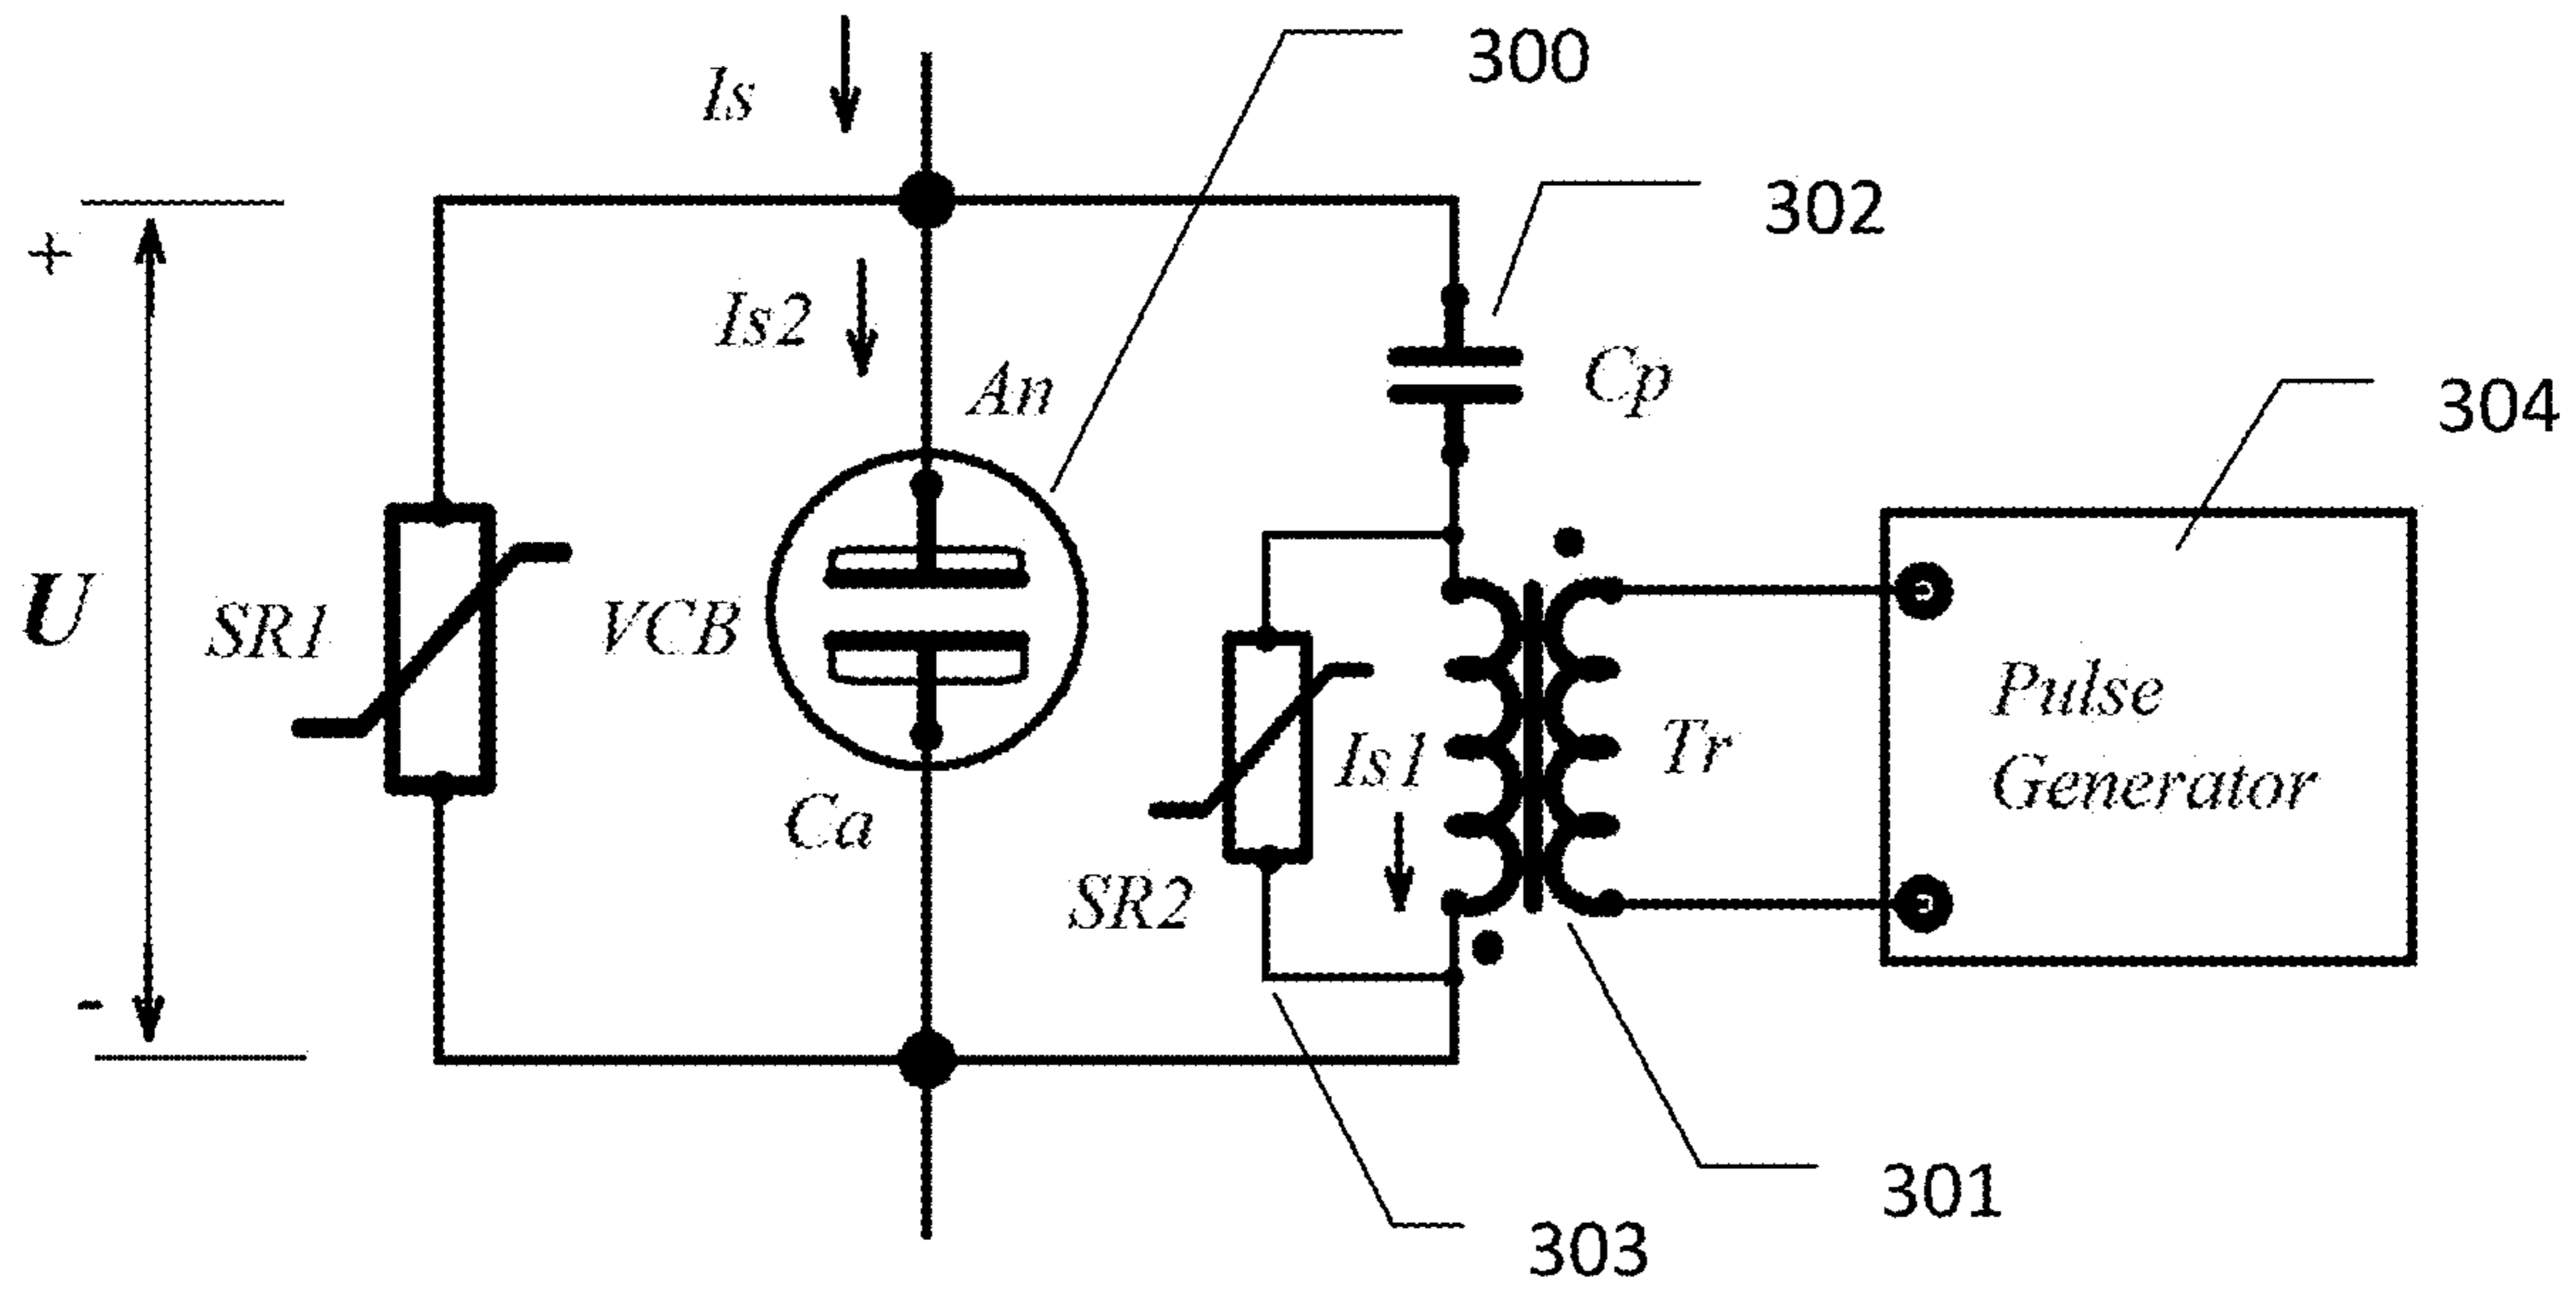 Is
300
302
+
Is2
An
Cp
304
U
SR1
VCB
Pulse
Generator
Is1
Tr
Ca
SR2
-
301
303